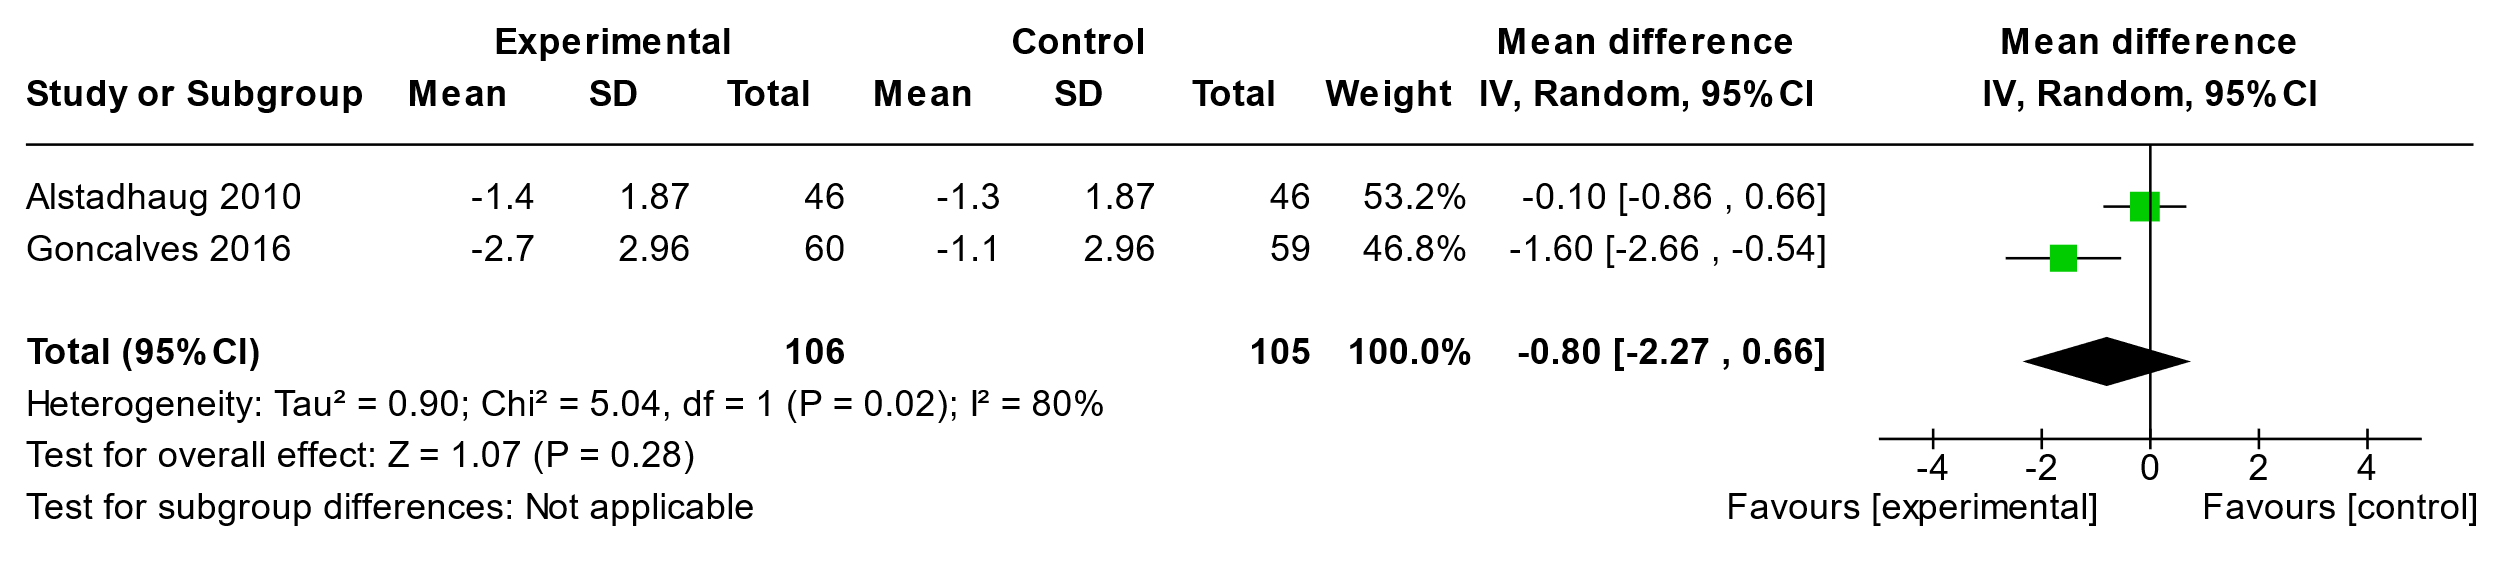 Experimental Control Mean difference Mean difference
Study or Subgroup Mean SD Total Mean SD Total Weight IV, Random, 95% CI IV, Random, 95% CI
Alstadhaug 2010 -1.4 1.87 46 -1.3 1.87 46 53.2% -0.10 [-0.86 , 0.66]
Goncalves 2016 -2.7 2.96 60 -1.1 2.96 59 46.8% -1.60 [-2.66 , -0.54]
Total (95% CI) 106 105 100.0% -0.80 [-2.27 , 0.66]
Heterogeneity: Tau² = 0.90; Chi² = 5.04, df = 1 (P = 0.02); I² = 80%
Test for overall effect: Z = 1.07 (P = 0.28)
Test for subgroup differences: Not applicable
-4 -2 0 2 4
Favours [experimental] Favours [control]